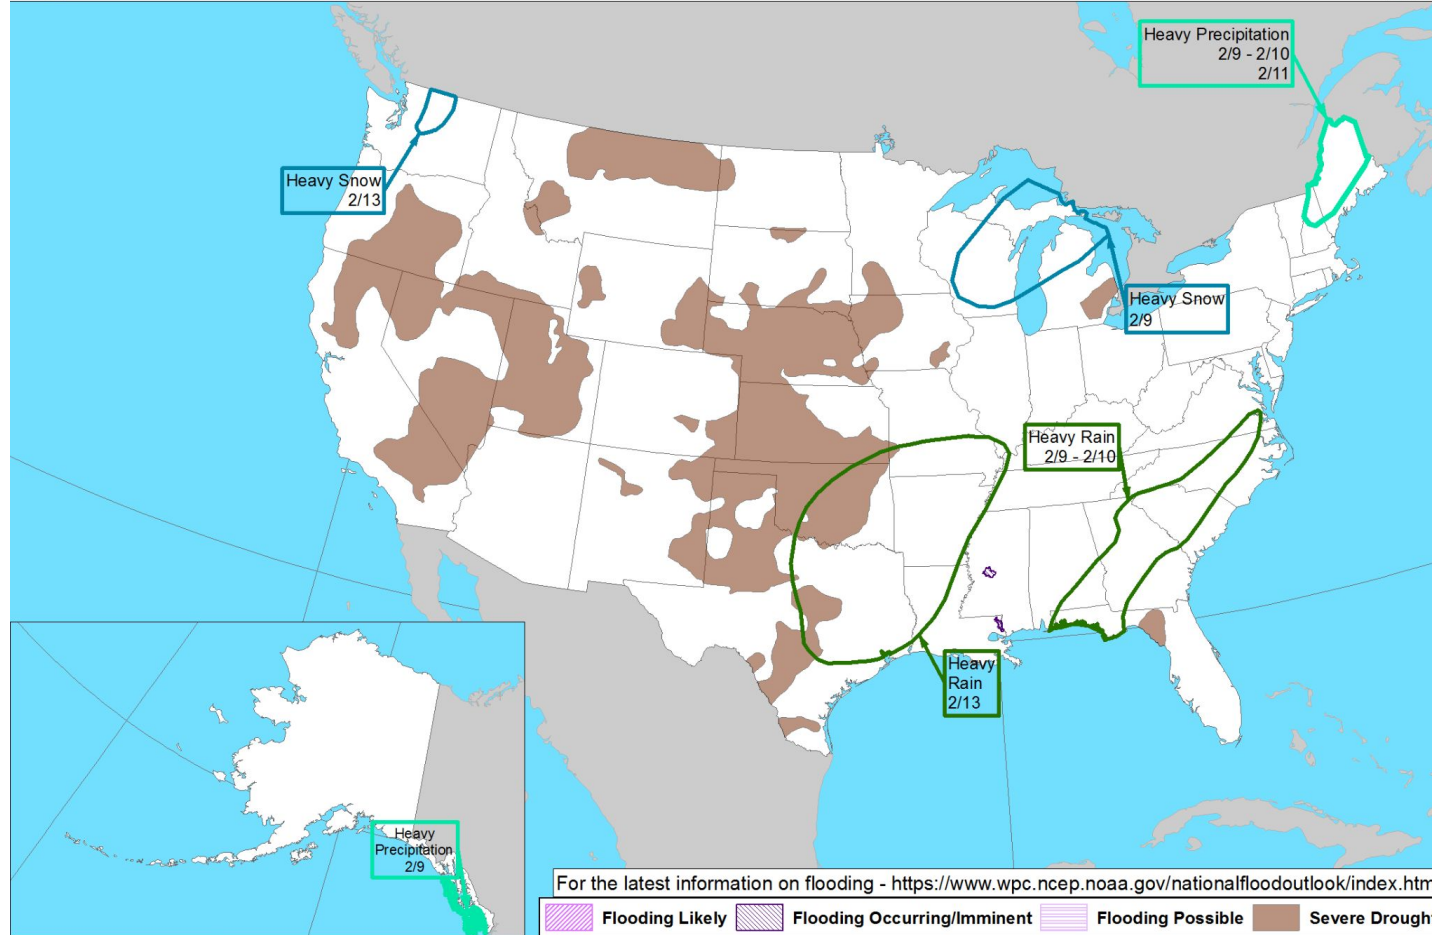 Heavy Precipitation
2/9 - 2/10
2/11
Heavy Snow
2/13
Heavy Snow
2/9
Heavy Rain
2/9 - 2/10
Heavy
Rain
2/13
Heavy
Precipitation
2/9
For the latest information on flooding - https://www.wpc.ncep.noaa.gov/nationalfloodoutlook/index.htm
Flooding Likely Flooding Occurring/Imminent Flooding Possible Severe Drought